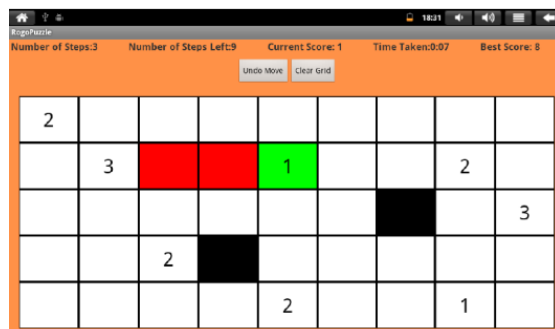 18:31
RogoPuzzle
Number of Steps:3 Number of Steps Left:9 Current Score: 1 Time Taken:0:07 Best Score: 8
Undo Move Clear Grid
2
3 1 2
3
2
2 1